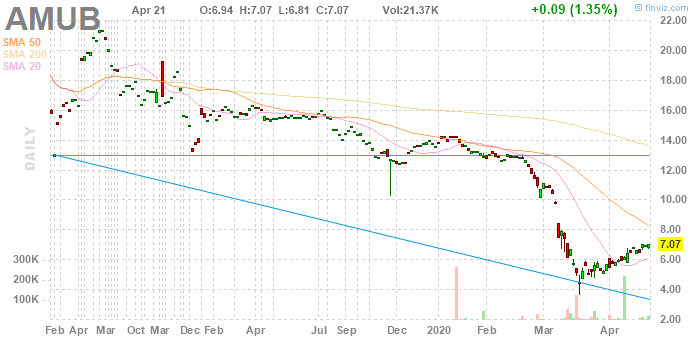 AMUB
Apr 21 O:6.94 H:7.07 L:6.81 C:7.07 Vol:21.37K +0.09 (1.35%)
© finviz.com
SMA 50
SMA 200
SMA 20
DAILY
22.00
20.00
18.00
16.00
14.00
12.00
10.00
8.00
7.07
6.00
4.00
2.00
300K
200K
100K
Feb Apr Mar Oct Mar Dec Feb Apr Jul Sep Dec 2020 Feb Mar Apr